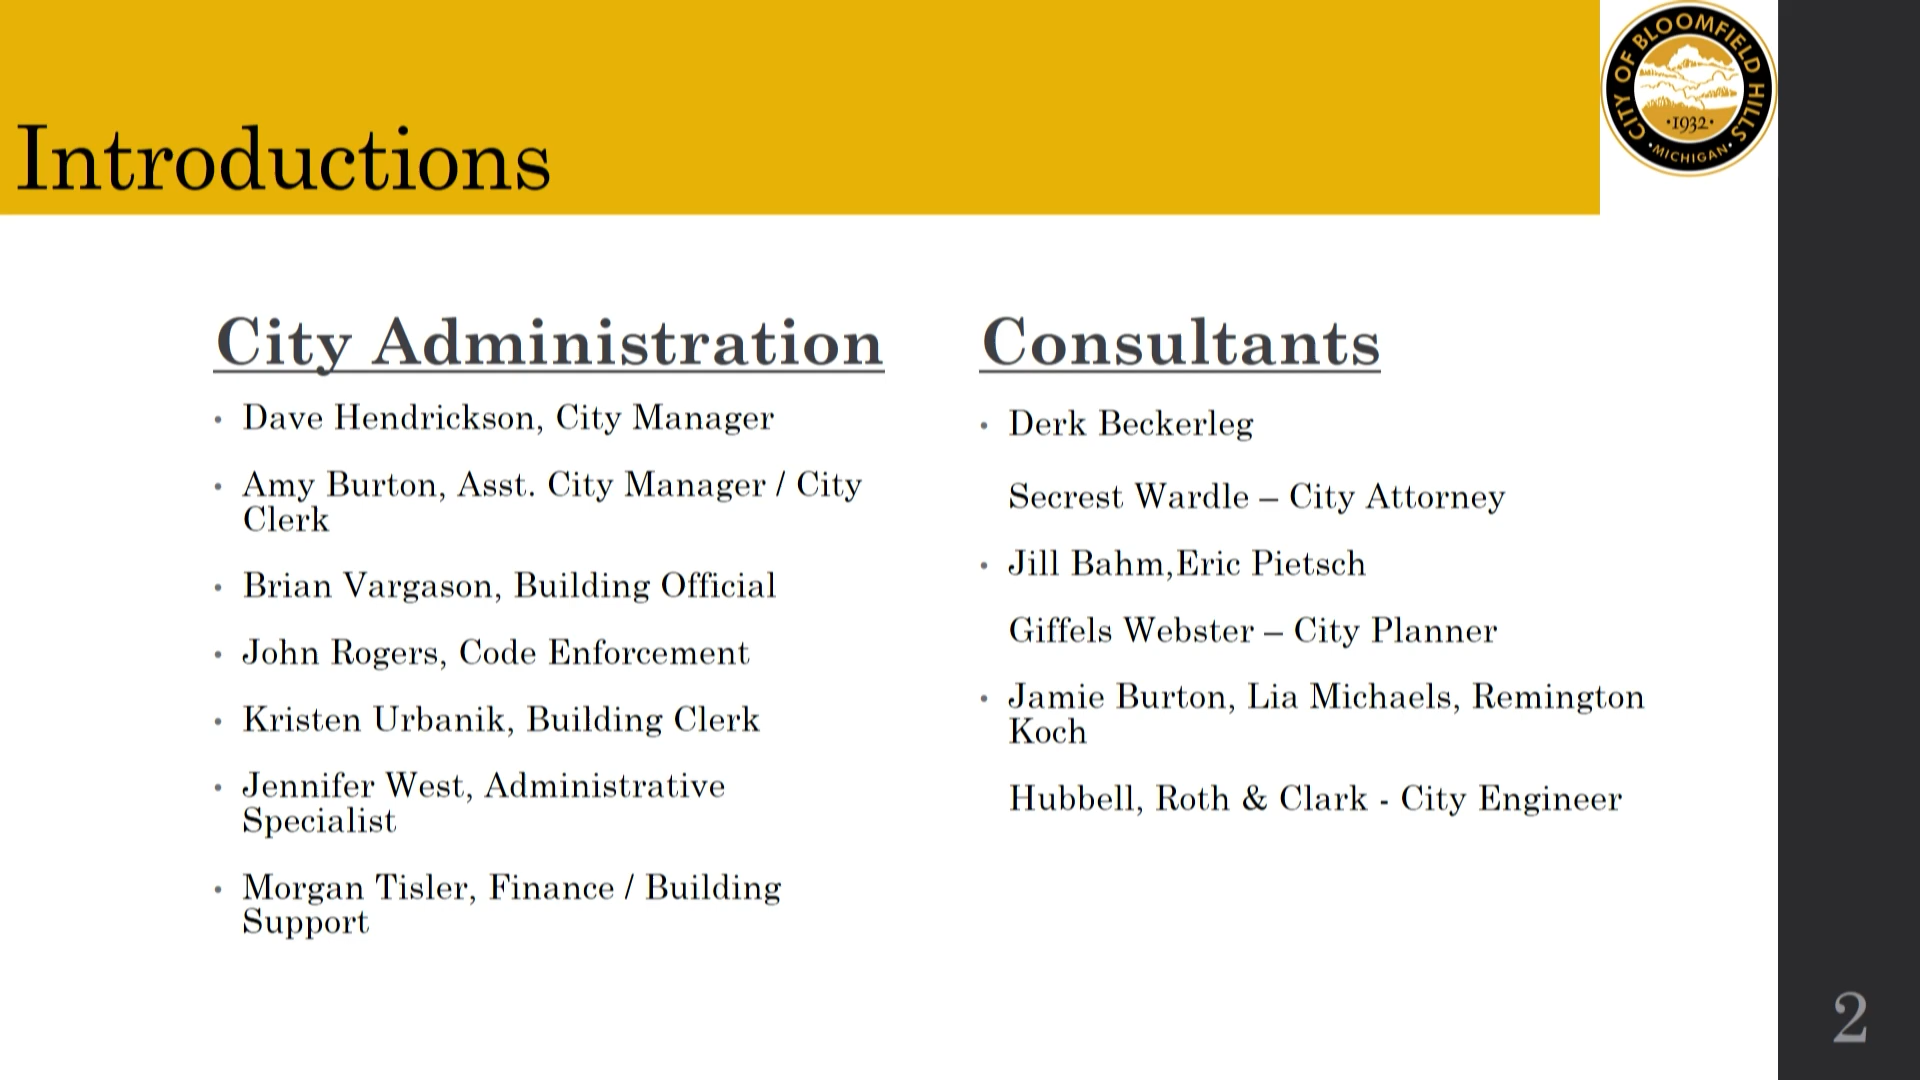 Introductions
CITY OF BLOOMFIELD HILLS
•1932•
•MICHIGAN•
City Administration
• Dave Hendrickson, City Manager
• Amy Burton, Asst. City Manager / City
Clerk
• Brian Vargason, Building Official
• John Rogers, Code Enforcement
• Kristen Urbanik, Building Clerk
• Jennifer West, Administrative
Specialist
• Morgan Tisler, Finance / Building
Support
Consultants
• Derk Beckerleg
Secrest Wardle – City Attorney
• Jill Bahm,Eric Pietsch
Giffels Webster – City Planner
• Jamie Burton, Lia Michaels, Remington
Koch
Hubbell, Roth & Clark - City Engineer
2